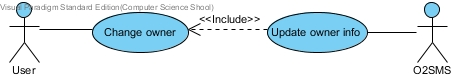 Visual Paradigm Standard Edition(Computer Science Shool)
<<Include>>
Change owner
Update owner info
User
O2SMS